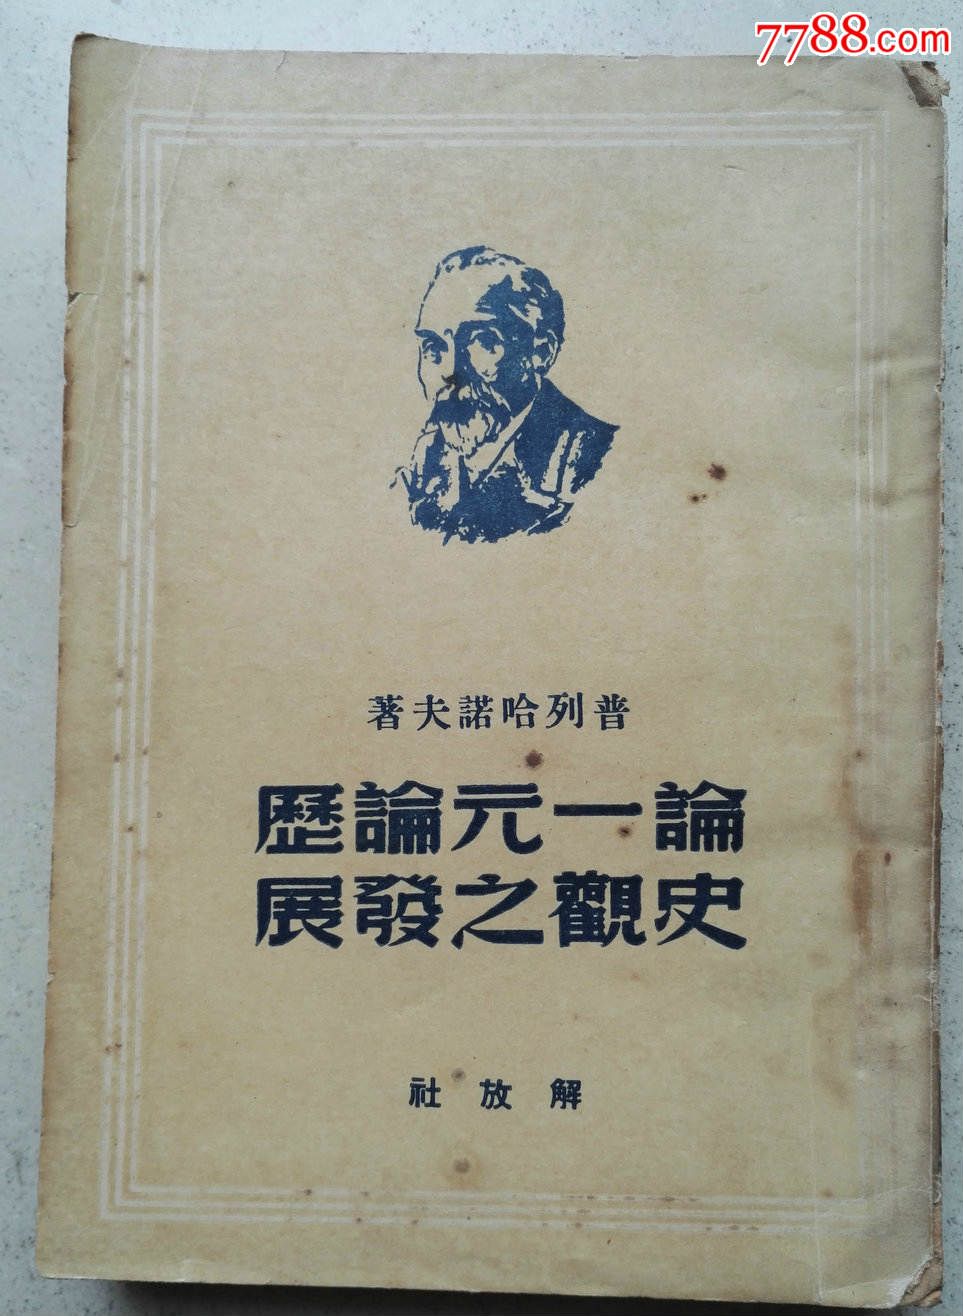 7788.com
普列哈諾夫著
論一元論歷
史觀之發展
解放社